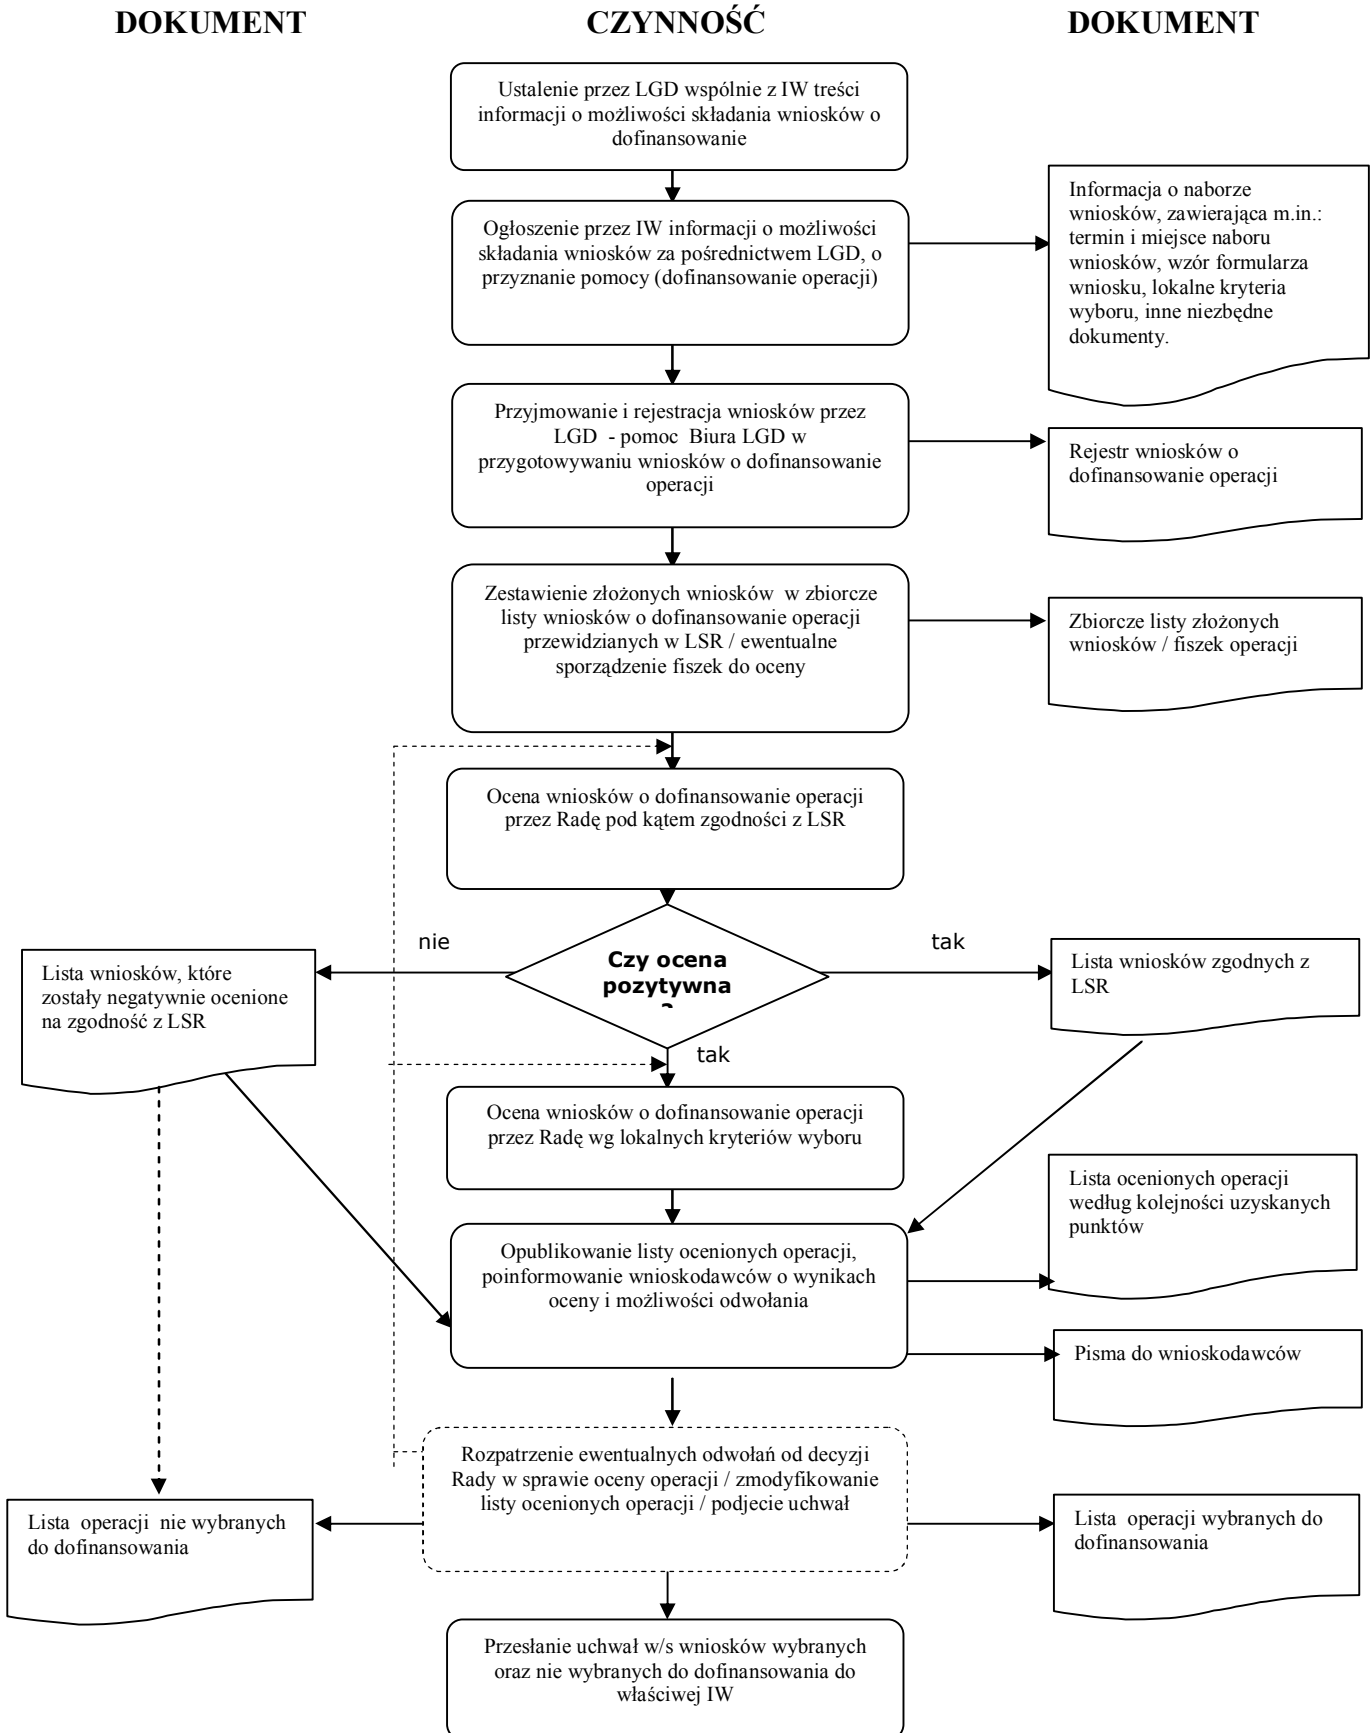 DOKUMENT
CZYNNOŚĆ
DOKUMENT
Ustalenie przez LGD wspólnie z IW treści
informacji o możliwości składania wniosków o
dofinansowanie
Ogłoszenie przez IW informacji o możliwości
składania wniosków za pośrednictwem LGD, o
przyznanie pomocy (dofinansowanie operacji)
Informacja o naborze
wniosków, zawierająca m.in.:
termin i miejsce naboru
wniosków, wzór formularza
wniosku, lokalne kryteria
wyboru, inne niezbędne
dokumenty.
Przyjmowanie i rejestracja wniosków przez
LGD - pomoc Biura LGD w
przygotowywaniu wniosków o dofinansowanie
operacji
Rejestr wniosków o
dofinansowanie operacji
Zestawienie złożonych wniosków w zbiorcze
listy wniosków o dofinansowanie operacji
przewidzianych w LSR / ewentualne
sporządzenie fiszek do oceny
Zbiorcze listy złożonych
wniosków / fiszek operacji
Ocena wniosków o dofinansowanie operacji
przez Radę pod kątem zgodności z LSR
nie
tak
Czy ocena
pozytywna
?
Lista wniosków, które
zostały negatywnie ocenione
na zgodność z LSR
Lista wniosków zgodnych z
LSR
tak
Ocena wniosków o dofinansowanie operacji
przez Radę wg lokalnych kryteriów wyboru
Lista ocenionych operacji
według kolejności uzyskanych
punktów
Opublikowanie listy ocenionych operacji,
poinformowanie wnioskodawców o wynikach
oceny i możliwości odwołania
Pisma do wnioskodawców
Rozpatrzenie ewentualnych odwołań od decyzji
Rady w sprawie oceny operacji / zmodyfikowanie
listy ocenionych operacji / podjecie uchwał
Lista operacji nie wybranych
do dofinansowania
Lista operacji wybranych do
dofinansowania
Przesłanie uchwał w/s wniosków wybranych
oraz nie wybranych do dofinansowania do
właściwej IW